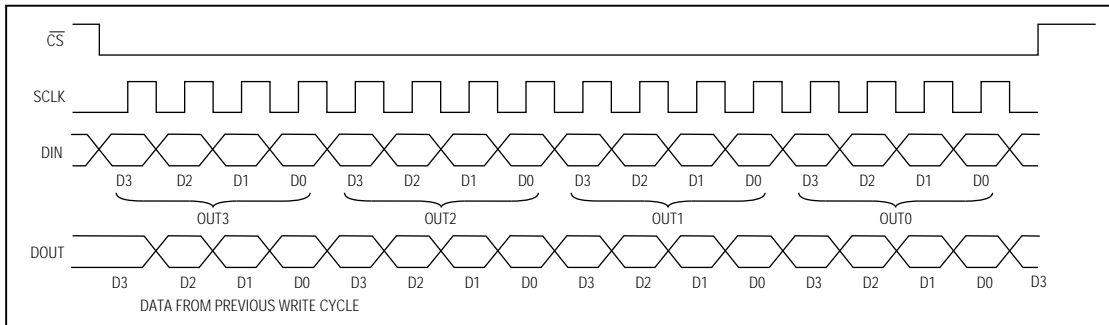 CS
SCLK
DIN
D3 D2 D1 D0 D3 D2 D1 D0 D3 D2 D1 D0 D3 D2 D1 D0
OUT3 OUT2 OUT1 OUT0
DOUT
D3 D2 D1 D0 D3 D2 D1 D0 D3 D2 D1 D0 D3 D2 D1 D0 D3
DATA FROM PREVIOUS WRITE CYCLE